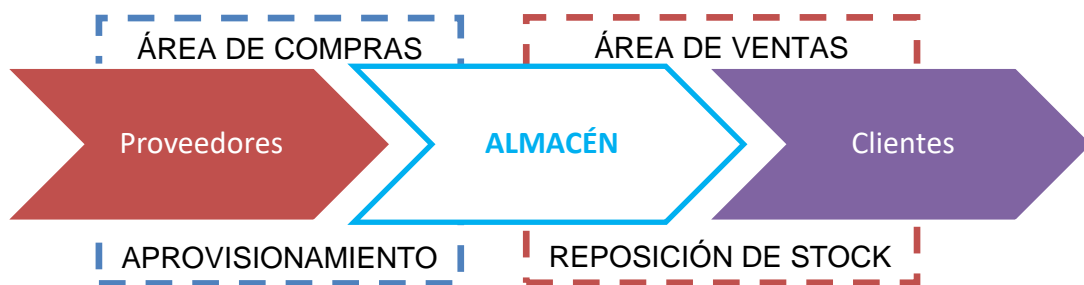 ÁREA DE COMPRAS
ÁREA DE VENTAS
Proveedores
ALMACÉN
Clientes
APROVISIONAMIENTO
REPOSICIÓN DE STOCK